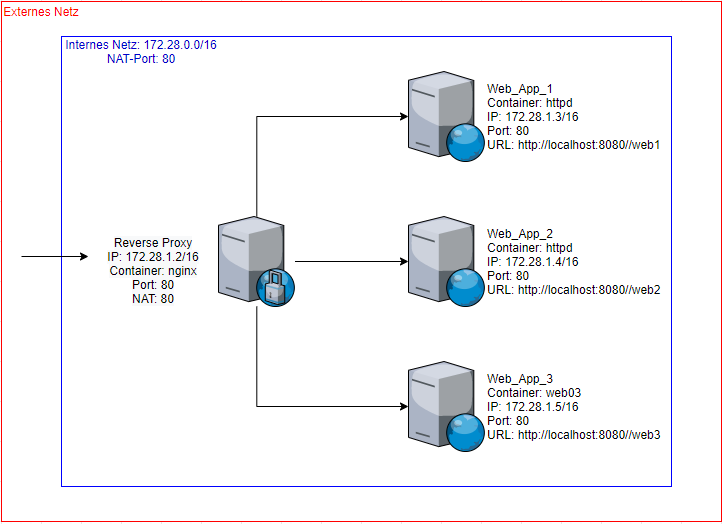 Externes Netz
Internes Netz: 172.28.0.0/16
NAT-Port: 80
Web_App_1
Container: httpd
IP: 172.28.1.3/16
Port: 80
URL: http://localhost:8080//web1
Reverse Proxy
IP: 172.28.1.2/16
Container: nginx
Port: 80
NAT: 80
Web_App_2
Container: httpd
IP: 172.28.1.4/16
Port: 80
URL: http://localhost:8080//web2
Web_App_3
Container: web03
IP: 172.28.1.5/16
Port: 80
URL: http://localhost:8080//web3